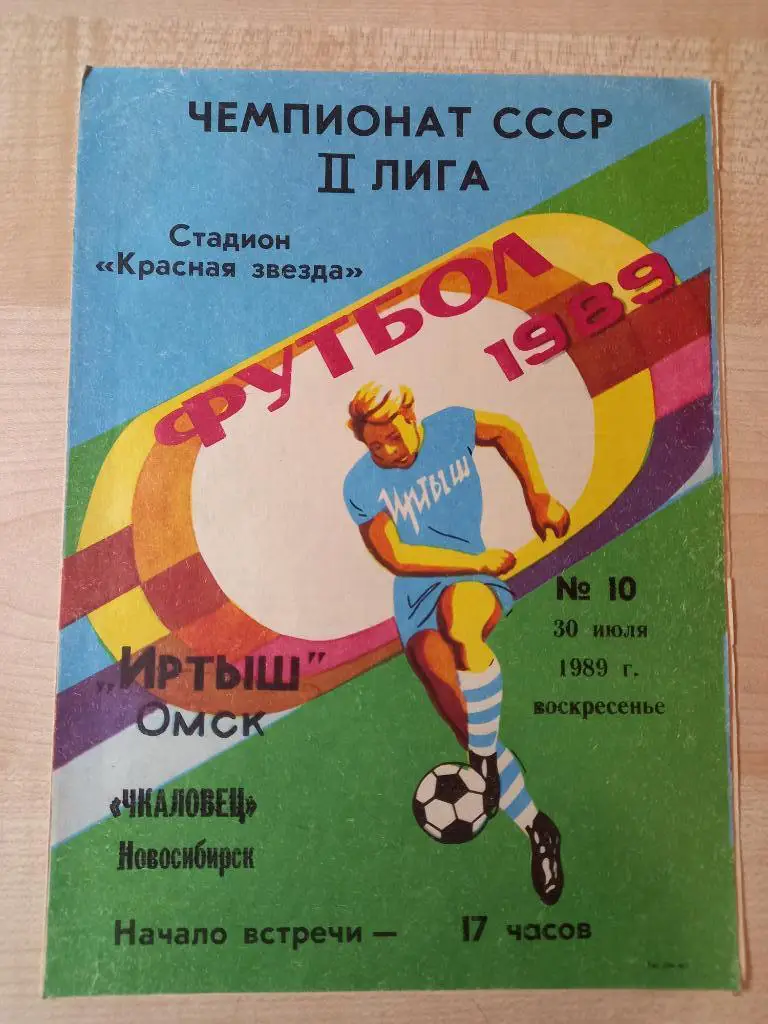 ЧЕМПИОНАТ СССР
II ЛИГА
Стадион
«Красная звезда»
ФУТБОЛ
1989
Иртыш
№ 10
30 июля
1989 г.
воскресенье
„ИРТЫШ"
ОМСК
«ЧКАЛОВЕЦ»
Новосибирск
Начало встречи — 17 часов